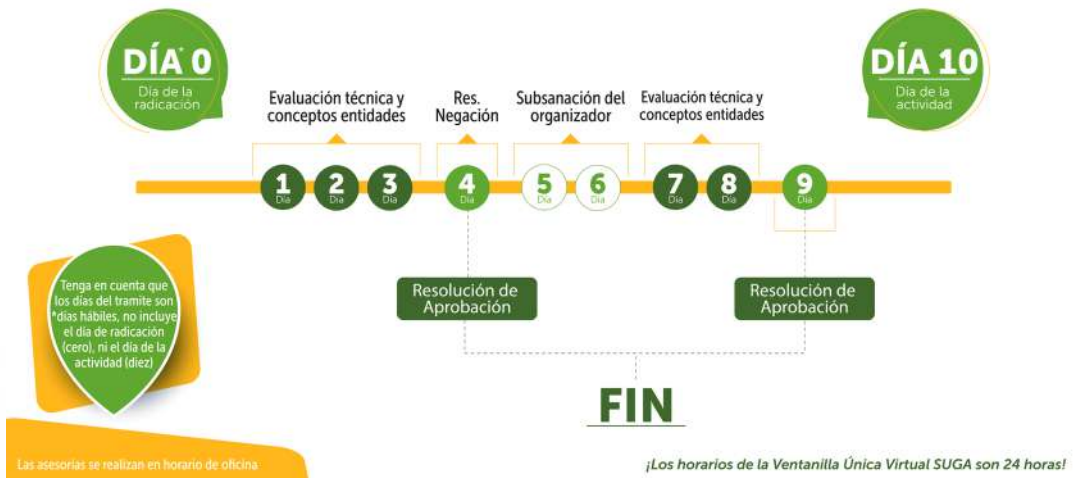 DÍA* 0
Día de la
radicación
DÍA 10
Día de la
actividad
Evaluación técnica y
conceptos entidades
Res.
Negación
Subsanación del
organizador
Evaluación técnica y
conceptos entidades
1
Día
2
Día
3
Día
4
Día
5
Día
6
Día
7
Día
8
Día
9
Día
Tenga en cuenta que
los días del tramite son
*días hábiles, no incluye
el día de radicación
(cero), ni el día de la
actividad (diez)
Resolución de
Aprobación
Resolución de
Aprobación
FIN
Las asesorías se realizan en horario de oficina
¡Los horarios de la Ventanilla Única Virtual SUGA son 24 horas!